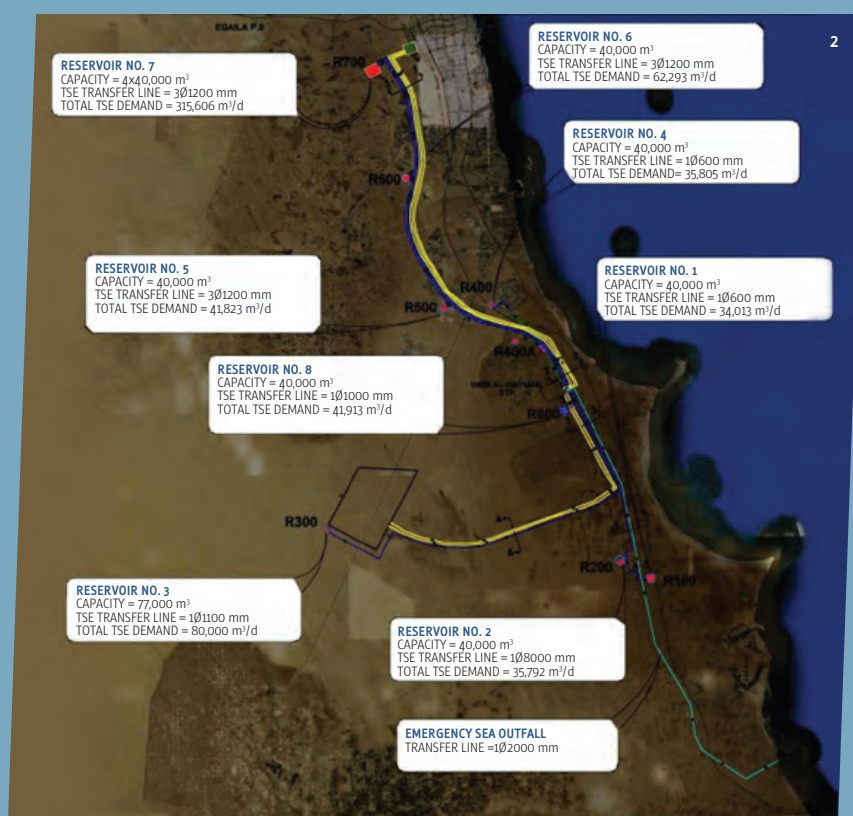 2
EGAILA P.S
RESERVOIR NO. 7
CAPACITY = 4x40,000 m³
TSE TRANSFER LINE = 3Ø1200 mm
TOTAL TSE DEMAND = 315,606 m³/d
R700
RESERVOIR NO. 6
CAPACITY = 40,000 m³
TSE TRANSFER LINE = 3Ø1200 mm
TOTAL TSE DEMAND = 62,293 m³/d
RESERVOIR NO. 4
CAPACITY = 40,000 m³
TSE TRANSFER LINE = 1Ø600 mm
TOTAL TSE DEMAND= 35,805 m³/d
R600
RESERVOIR NO. 5
CAPACITY = 40,000 m³
TSE TRANSFER LINE = 3Ø1200 mm
TOTAL TSE DEMAND = 41,823 m³/d
RESERVOIR NO. 1
CAPACITY = 40,000 m³
TSE TRANSFER LINE = 1Ø600 mm
TOTAL TSE DEMAND = 34,013 m³/d
R400
R500
R400A
RESERVOIR NO. 8
CAPACITY = 40,000 m³
TSE TRANSFER LINE = 1Ø1000 mm
TOTAL TSE DEMAND = 41,913 m³/d
R800
R300
R200
R100
RESERVOIR NO. 3
CAPACITY = 77,000 m³
TSE TRANSFER LINE = 1Ø1100 mm
TOTAL TSE DEMAND = 80,000 m³/d
RESERVOIR NO. 2
CAPACITY = 40,000 m³
TSE TRANSFER LINE = 1Ø8000 mm
TOTAL TSE DEMAND = 35,792 m³/d
EMERGENCY SEA OUTFALL
TRANSFER LINE =1Ø2000 mm